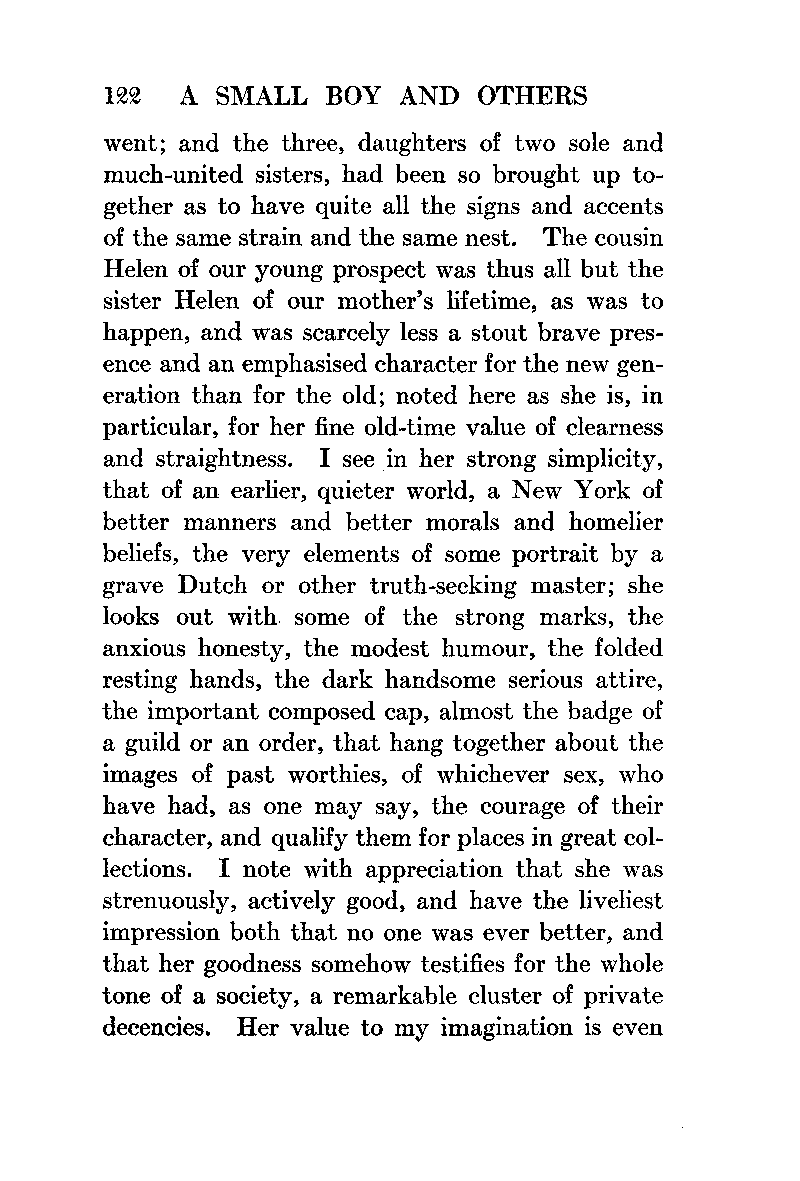 122 A SMALL BOY AND OTHERS
went; and the three, daughters of two sole and
much-united sisters, had been so brought up to-
gether as to have quite all the signs and accents
of the same strain and the same nest. The cousin
Helen of our young prospect was thus all but the
sister Helen of our mother's lifetime, as was to
happen, and was scarcely less a stout brave pres-
ence and an emphasised character for the new gen-
eration than for the old; noted here as she is, in
particular, for her fine old-time value of clearness
and straightness. I see in her strong simplicity,
that of an earlier, quieter world, a New York of
better manners and better morals and homelier
beliefs, the very elements of some portrait by a
grave Dutch or other truth-seeking master; she
looks out with some of the strong marks, the
anxious honesty, the modest humour, the folded
resting hands, the dark handsome serious attire,
the important composed cap, almost the badge of
a guild or an order, that hang together about the
images of past worthies, of whichever sex, who
have had, as one may say, the courage of their
character, and qualify them for places in great col-
lections. I note with appreciation that she was
strenuously, actively good, and have the liveliest
impression both that no one was ever better, and
that her goodness somehow testifies for the whole
tone of a society, a remarkable cluster of private
decencies. Her value to my imagination is even